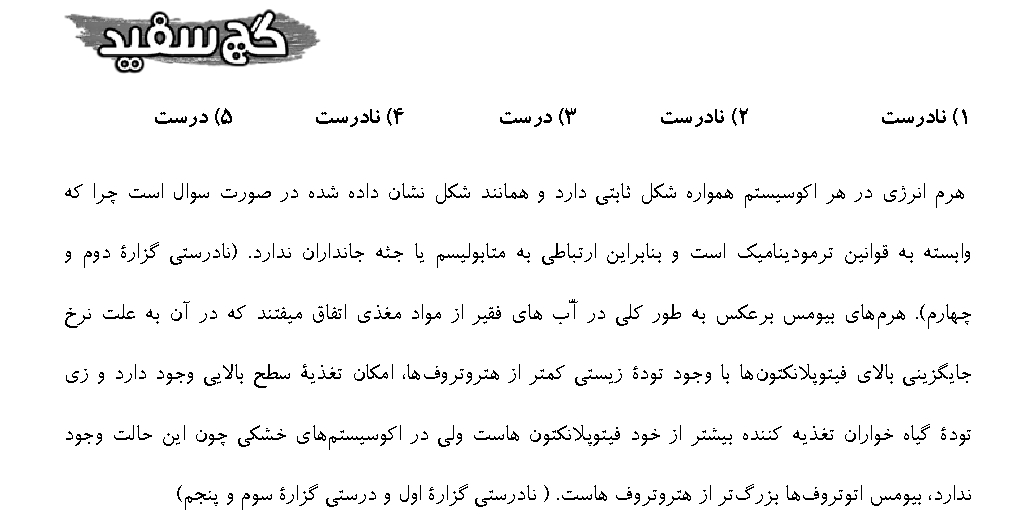 گچ سفید
۱) نادرست ۲) نادرست ۳) درست ۴) نادرست ۵) درست
هرم انرژی در هر اکوسیستم همواره شکل ثابتی دارد و همانند شکل نشان داده شده در صورت سوال است چرا که
وابسته به قوانین ترمودینامیک است و بنابراین ارتباطی به متابولیسم یا جثه جانداران ندارد. (نادرستی گزارۀ دوم و
چهارم). هرم‌های بیومس برعکس به طور کلی در آب های فقیر از مواد مغذی اتفاق میفتند که در آن به علت نرخ
جایگزینی بالای فیتوپلانکتون‌ها با وجود تودۀ زیستی کمتر از هتروتروف‌ها، امکان تغذیۀ سطح بالایی وجود دارد و زی
تودۀ گیاه خواران تغذیه کننده بیشتر از خود فیتوپلانکتون هاست ولی در اکوسیستم‌های خشکی چون این حالت وجود
ندارد، بیومس اتوتروف‌ها بزرگ‌تر از هتروتروف هاست. ( نادرستی گزارۀ اول و درستی گزارۀ سوم و پنجم)